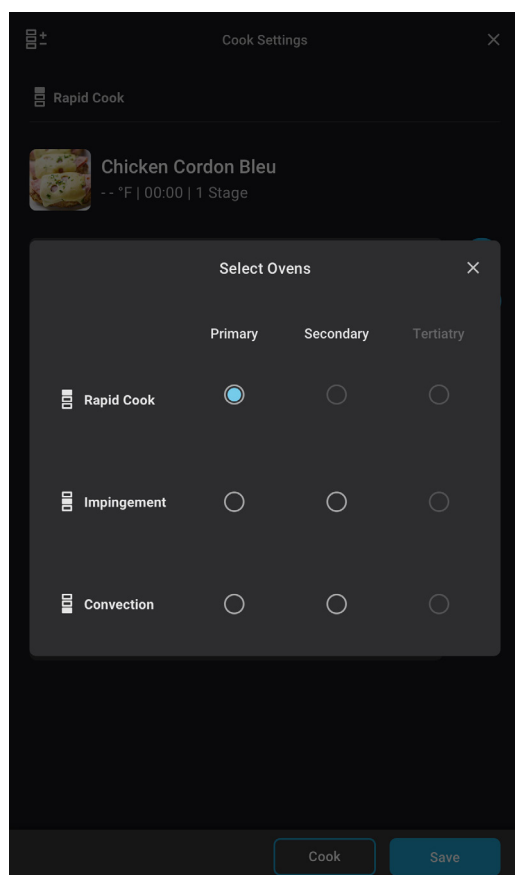 Cook Settings
Rapid Cook
Chicken Cordon Bleu
- - °F | 00:00 | 1 Stage
Select Ovens
Primary Secondary Tertiatry
Rapid Cook
Impingement
Convection
Cook Save